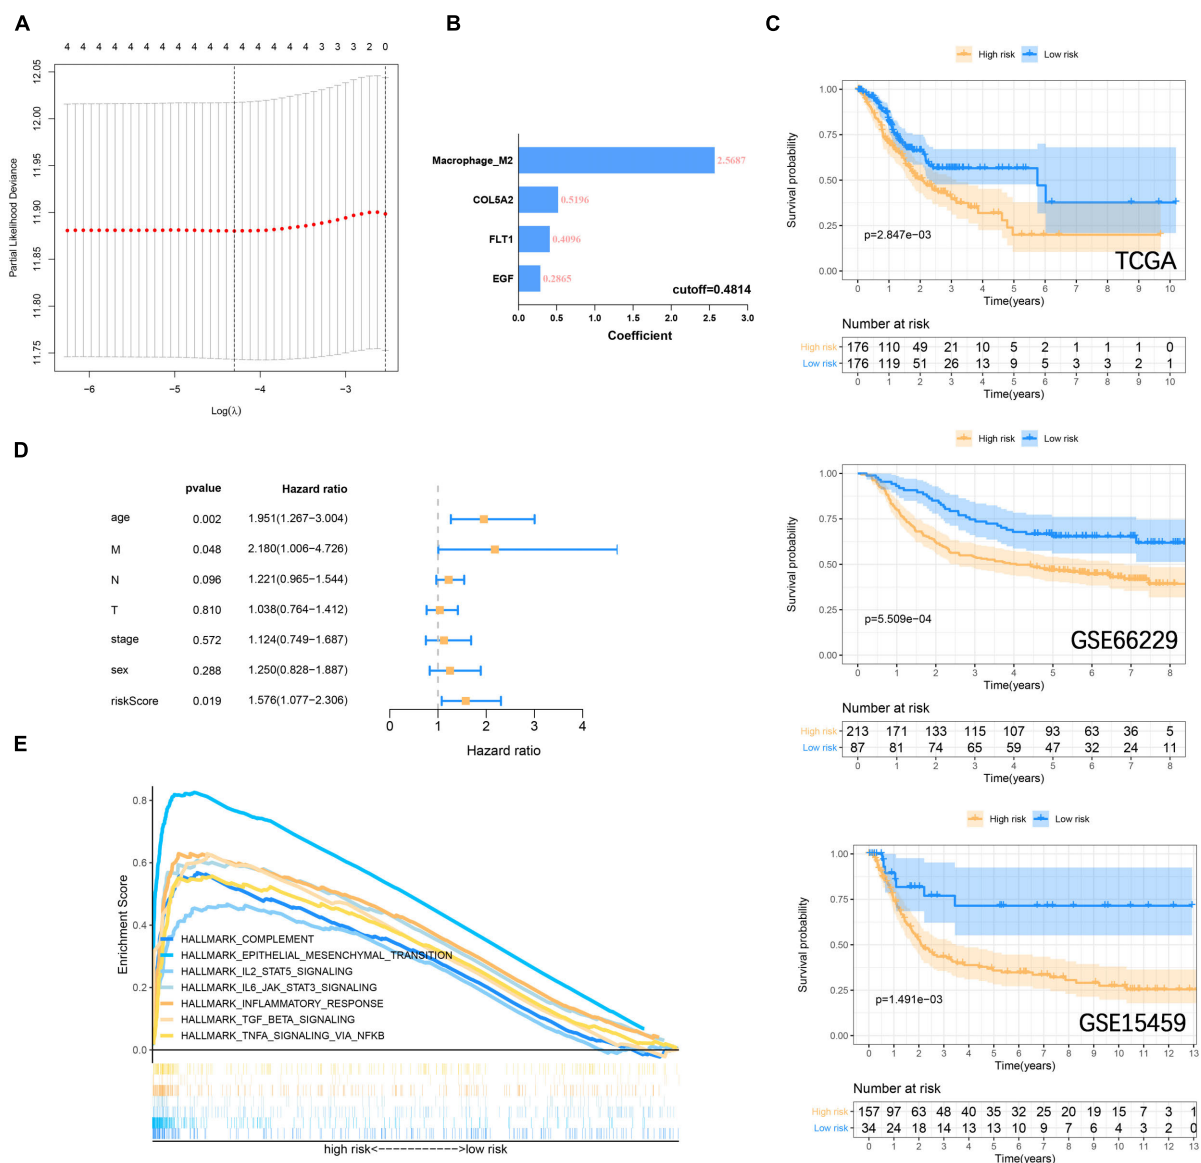 A
4 4 4 4 4 4 4 4 4 4 4 4 4 4 3 3 3 2 0
12.05
12.00
11.95
11.90
11.85
11.80
11.75
Partial Likelihood Deviance
−6 −5 −4 −3
Log(λ)
B
Macrophage_M2 2.5687
COL5A2 0.5196
FLT1 0.4096
EGF 0.2865
cutoff=0.4814
0.0 0.5 1.0 1.5 2.0 2.5 3.0
Coefficient
C
High risk Low risk
1.00
0.75
0.50
0.25
0.00
Survival probability
p=2.847e−03
TCGA
0 1 2 3 4 5 6 7 8 9 10
Time(years)
Number at risk
High risk 176 110 49 21 10 5 2 1 1 1 0
Low risk 176 119 51 26 13 9 5 3 3 2 1
0 1 2 3 4 5 6 7 8 9 10
Time(years)
High risk Low risk
1.00
0.75
0.50
0.25
0.00
Survival probability
p=5.509e−04
GSE66229
0 1 2 3 4 5 6 7 8
Time(years)
Number at risk
High risk 213 171 133 115 107 93 63 36 5
Low risk 87 81 74 65 59 47 32 24 11
0 1 2 3 4 5 6 7 8
Time(years)
High risk Low risk
1.00
0.75
0.50
0.25
0.00
Survival probability
p=1.491e−03
GSE15459
0 1 2 3 4 5 6 7 8 9 10 11 12 13
Time(years)
Number at risk
High risk 157 97 63 48 40 35 32 25 20 19 15 7 3 1
Low risk 34 24 18 14 13 13 10 9 7 6 4 3 2 0
0 1 2 3 4 5 6 7 8 9 10 11 12 13
Time(years)
D
pvalue Hazard ratio
age 0.002 1.951(1.267−3.004)
M 0.048 2.180(1.006−4.726)
N 0.096 1.221(0.965−1.544)
T 0.810 1.038(0.764−1.412)
stage 0.572 1.124(0.749−1.687)
sex 0.288 1.250(0.828−1.887)
riskScore 0.019 1.576(1.077−2.306)
0 1 2 3 4
Hazard ratio
E
0.8
0.6
0.4
0.2
0.0
Enrichment Score
HALLMARK_COMPLEMENT
HALLMARK_EPITHELIAL_MESENCHYMAL_TRANSITION
HALLMARK_IL2_STAT5_SIGNALING
HALLMARK_IL6_JAK_STAT3_SIGNALING
HALLMARK_INFLAMMATORY_RESPONSE
HALLMARK_TGF_BETA_SIGNALING
HALLMARK_TNFA_SIGNALING_VIA_NFKB
high risk<----------->low risk